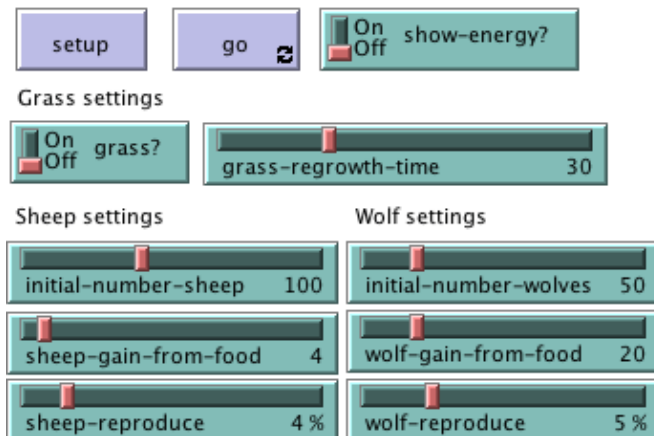 setup go On Off show-energy?
Grass settings
On Off grass? grass-regrowth-time 30
Sheep settings Wolf settings
initial-number-sheep 100 initial-number-wolves 50
sheep-gain-from-food 4 wolf-gain-from-food 20
sheep-reproduce 4 % wolf-reproduce 5 %